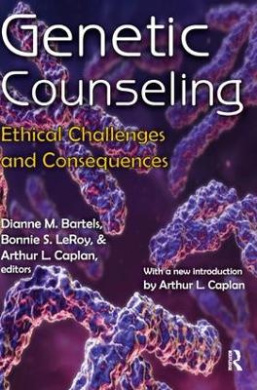 Genetic
Counseling
Ethical Challenges
and Consequences
Dianne M. Bartels,
Bonnie S. LeRoy, &
Arthur L. Caplan,
editors
With a new introduction
by Arthur L. Caplan
R